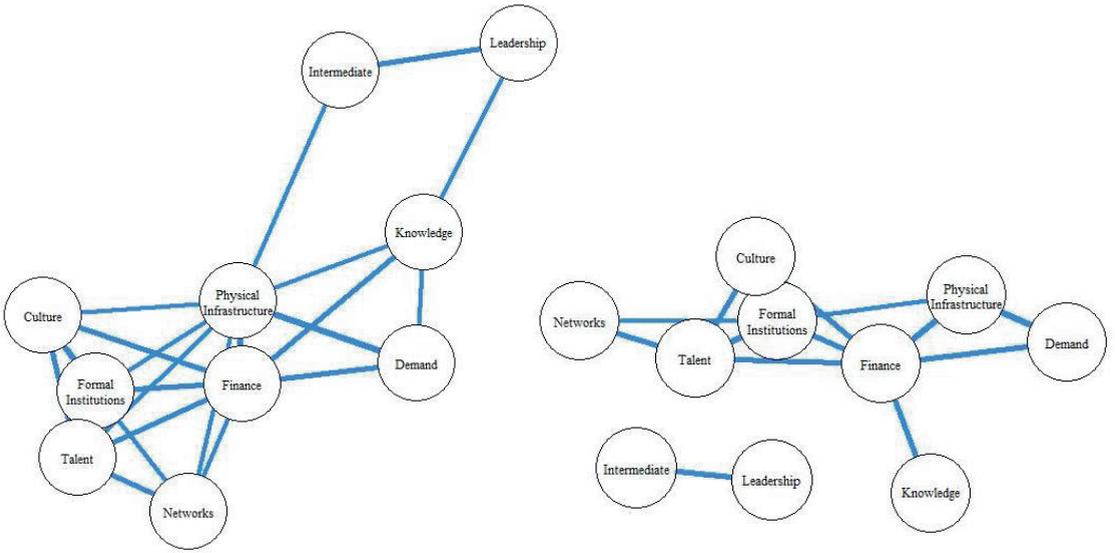 Leadership
Intermediate
Knowledge
Physical
Infrastructure
Culture
Demand
Finance
Formal
Institutions
Talent
Networks
Culture
Physical
Infrastructure
Networks
Formal
Institutions
Demand
Talent
Finance
Intermediate
Leadership
Knowledge